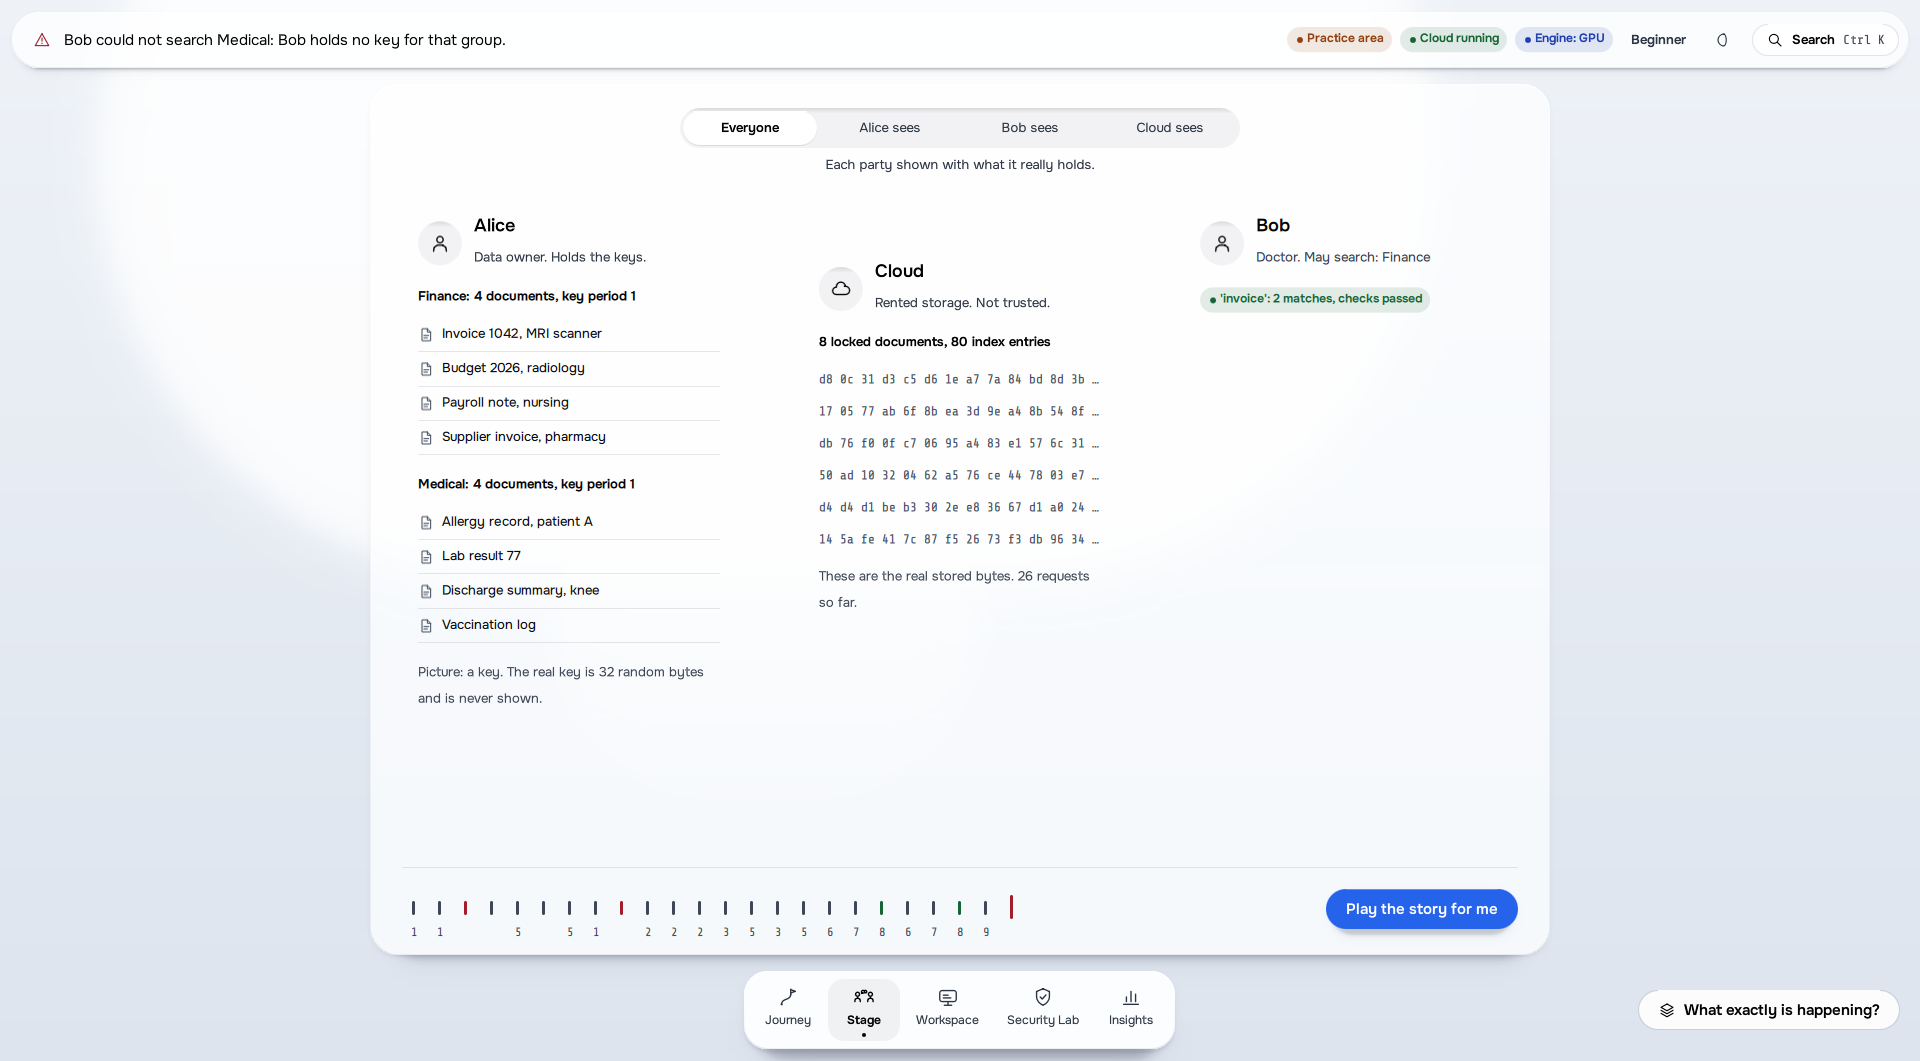 Bob could not search Medical: Bob holds no key for that group.
Practice area
Cloud running
Engine: GPU
Beginner
Search Ctrl K
Everyone
Alice sees
Bob sees
Cloud sees
Each party shown with what it really holds.
Alice
Data owner. Holds the keys.
Finance: 4 documents, key period 1
Invoice 1042, MRI scanner
Budget 2026, radiology
Payroll note, nursing
Supplier invoice, pharmacy
Medical: 4 documents, key period 1
Allergy record, patient A
Lab result 77
Discharge summary, knee
Vaccination log
Picture: a key. The real key is 32 random bytes
and is never shown.
Cloud
Rented storage. Not trusted.
8 locked documents, 80 index entries
d8 0c 31 d3 c5 d6 1e a7 7a 84 bd 8d 3b …
17 05 77 ab 6f 8b ea 3d 9e a4 8b 54 8f …
db 76 f0 0f c7 06 95 a4 83 e1 57 6c 31 …
50 ad 10 32 04 62 a5 76 ce 44 78 03 e7 …
d4 d4 d1 be b3 30 2e e8 36 67 d1 a0 24 …
14 5a fe 41 7c 87 f5 26 73 f3 db 96 34 …
These are the real stored bytes. 26 requests
so far.
Bob
Doctor. May search: Finance
'invoice': 2 matches, checks passed
1 1 5 5 1 2 2 2 3 5 3 5 6 7 8 6 7 8 9
Play the story for me
Journey
Stage
Workspace
Security Lab
Insights
What exactly is happening?